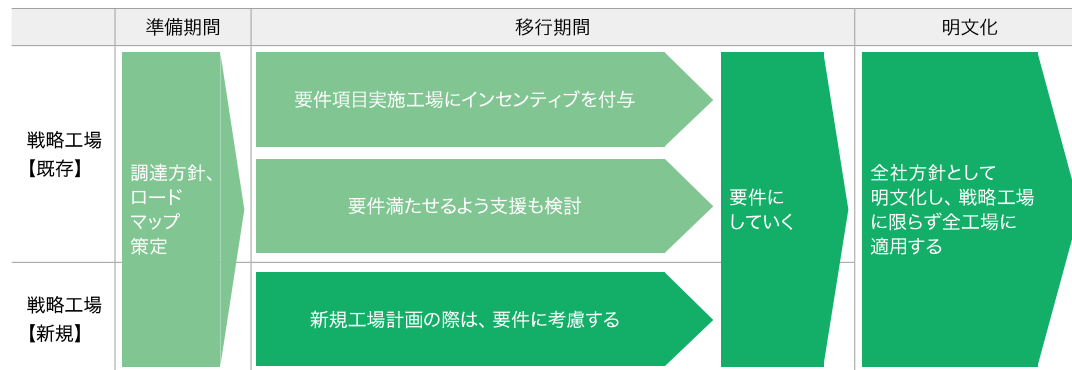 準備期間
移行期間
明文化
戦略工場
【既存】
調達方針、
ロード
マップ
策定
要件項目実施工場にインセンティブを付与
要件満たせるよう支援も検討
要件に
していく
全社方針として
明文化し、戦略工場
に限らず全工場に
適用する
戦略工場
【新規】
新規工場計画の際は、要件に考慮する